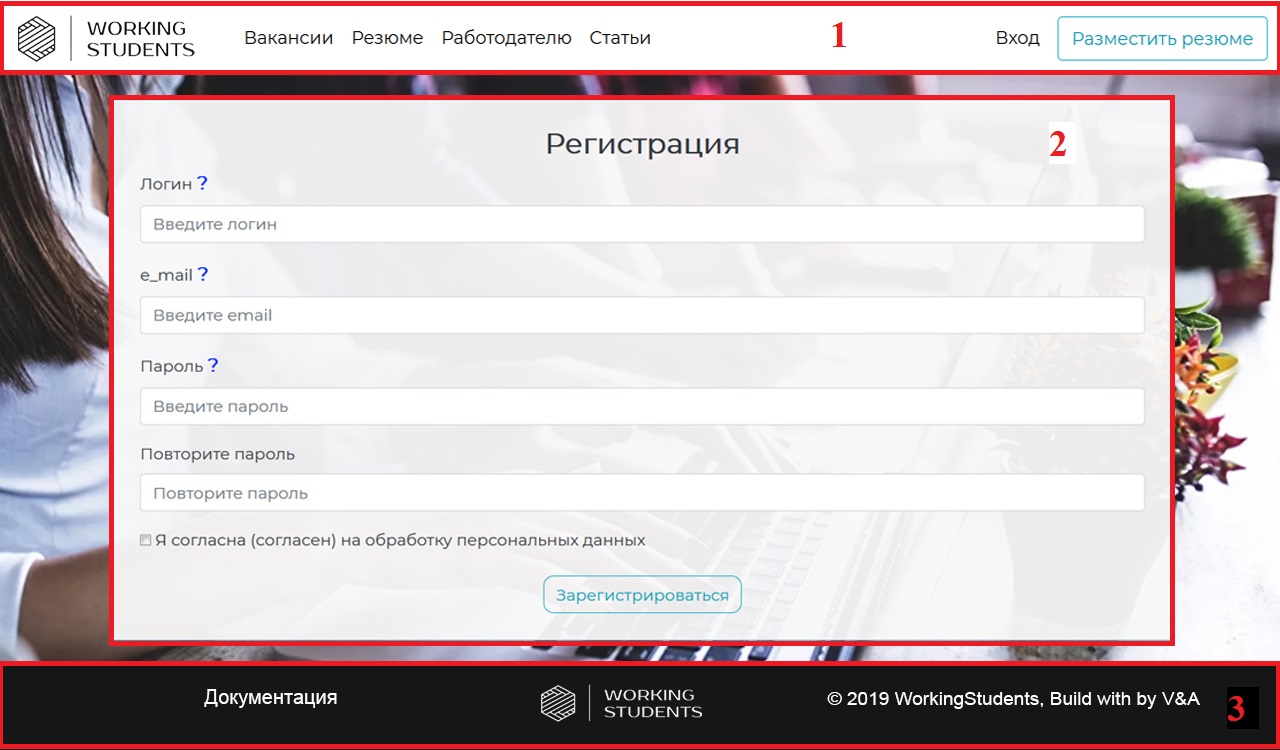 WORKING
STUDENTS
Вакансии Резюме Работодателю Статьи
1
Вход
Разместить резюме
2
Регистрация
Логин ?
Введите логин
e_mail ?
Введите email
Пароль ?
Введите пароль
Повторите пароль
Повторите пароль
Я согласна (согласен) на обработку персональных данных
Зарегистрироваться
Документация
WORKING
STUDENTS
© 2019 WorkingStudents, Build with by V&A
3